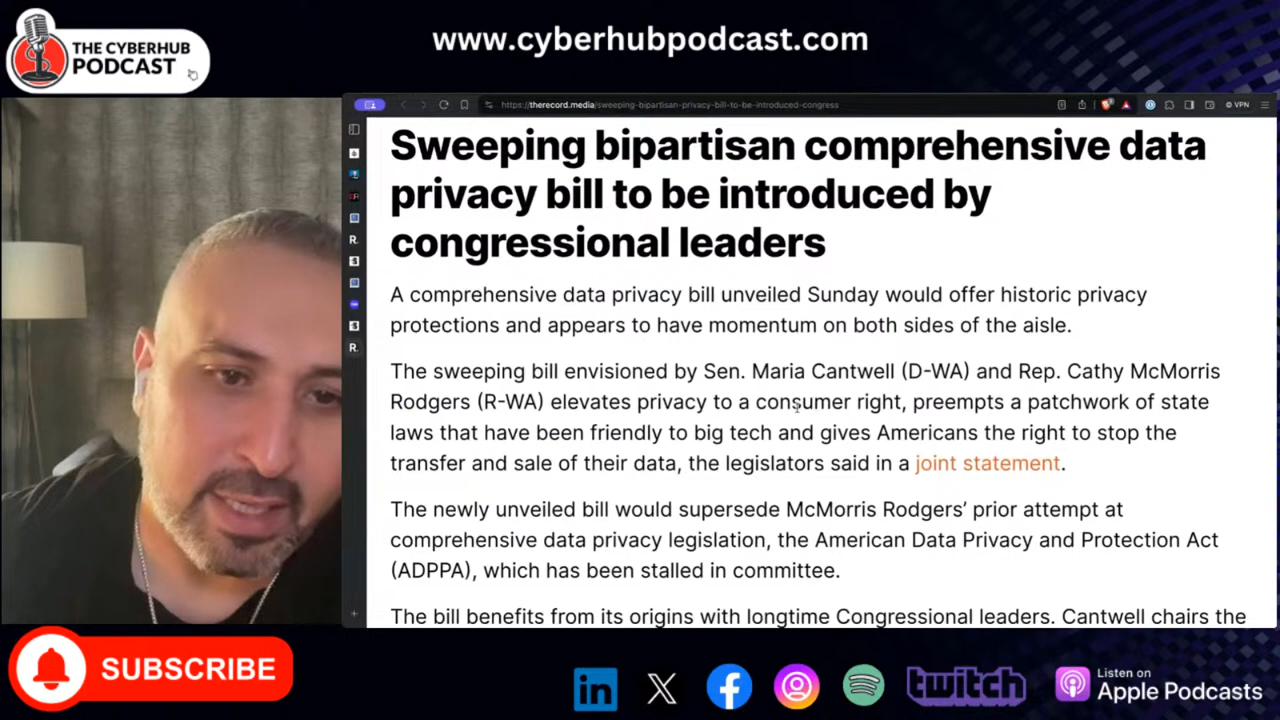 www.cyberhubpodcast.com
THE CYBERHUB
PODCAST
https://therecord.media/sweeping-bipartisan-privacy-bill-to-be-introduced-congress
VPN
Sweeping bipartisan comprehensive data
privacy bill to be introduced by
congressional leaders
A comprehensive data privacy bill unveiled Sunday would offer historic privacy
protections and appears to have momentum on both sides of the aisle.
The sweeping bill envisioned by Sen. Maria Cantwell (D-WA) and Rep. Cathy McMorris
Rodgers (R-WA) elevates privacy to a consumer right, preempts a patchwork of state
laws that have been friendly to big tech and gives Americans the right to stop the
transfer and sale of their data, the legislators said in a joint statement.
The newly unveiled bill would supersede McMorris Rodgers’ prior attempt at
comprehensive data privacy legislation, the American Data Privacy and Protection Act
(ADPPA), which has been stalled in committee.
The bill benefits from its origins with longtime Congressional leaders. Cantwell chairs the
SUBSCRIBE
in
X
f
twitch
Listen on
Apple Podcasts